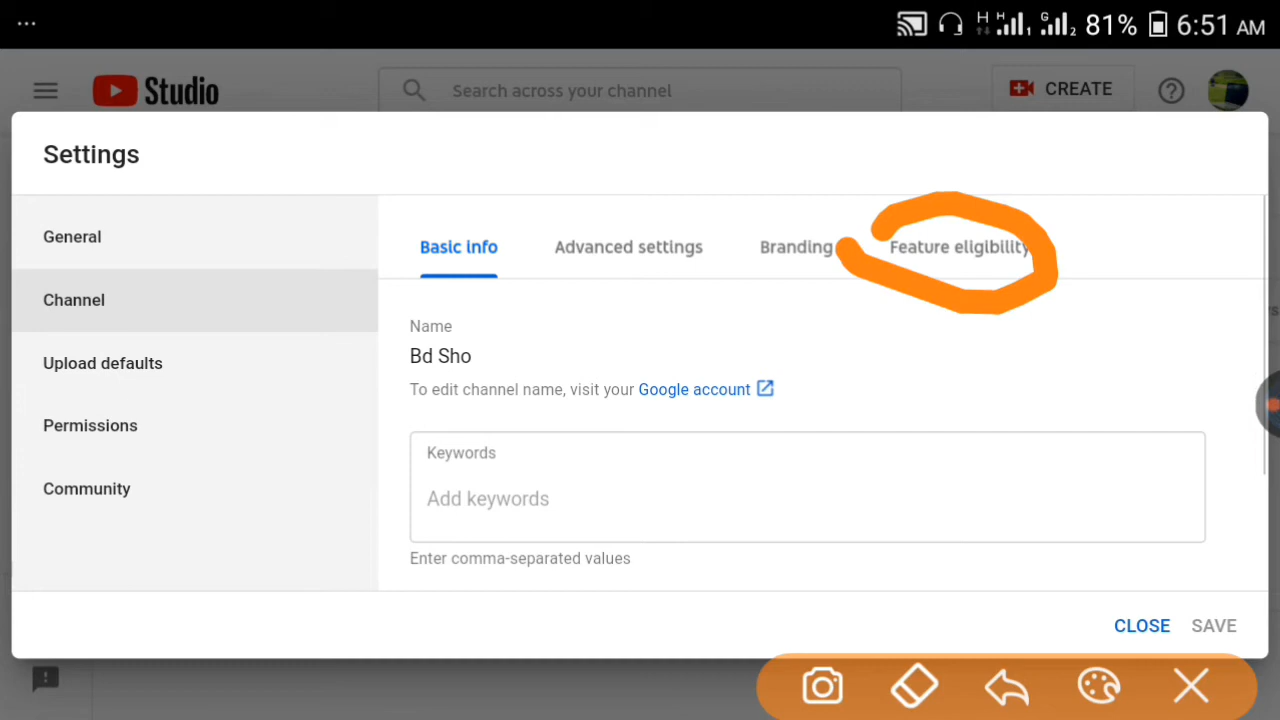 ... H H 1 G 2 81% 6:51 AM
Studio Search across your channel CREATE
Settings
General
Channel
Upload defaults
Permissions
Community
Basic info Advanced settings Branding Feature eligibility
Name
Bd Sho
To edit channel name, visit your Google account
Keywords
Add keywords
Enter comma-separated values
CLOSE SAVE